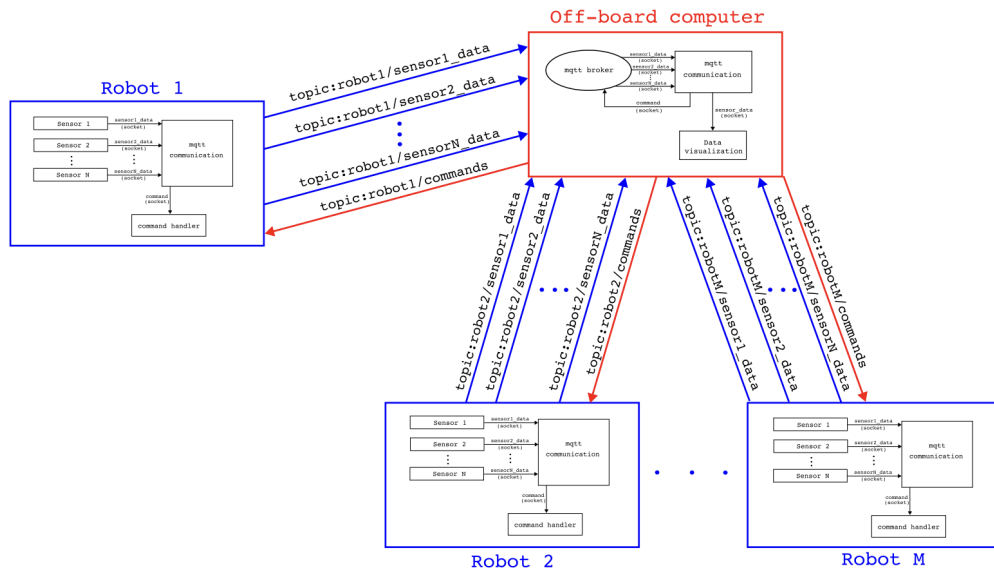 Off-board computer
mqtt broker
sensor1_data
(socket)
sensor2_data
(socket)
sensorN_data
(socket)
command
(socket)
mqtt
communication
sensor_data
(socket)
Data
visualization
Robot 1
Sensor 1
sensor1_data
(socket)
Sensor 2
sensor2_data
(socket)
Sensor N
sensorN_data
(socket)
mqtt
communication
command
(socket)
command handler
topic:robot1/sensor1_data
topic:robot1/sensor2_data
topic:robot1/sensorN_data
topic:robot1/commands
topic:robot2/sensor1_data
topic:robot2/sensor2_data
topic:robot2/sensorN_data
topic:robot2/commands
topic:robotM/sensor1_data
topic:robotM/sensor2_data
topic:robotM/sensorN_data
topic:robotM/commands
Sensor 1
sensor1_data
(socket)
Sensor 2
sensor2_data
(socket)
Sensor N
sensorN_data
(socket)
mqtt
communication
command
(socket)
command handler
Robot 2
Sensor 1
sensor1_data
(socket)
Sensor 2
sensor2_data
(socket)
Sensor N
sensorN_data
(socket)
mqtt
communication
command
(socket)
command handler
Robot M